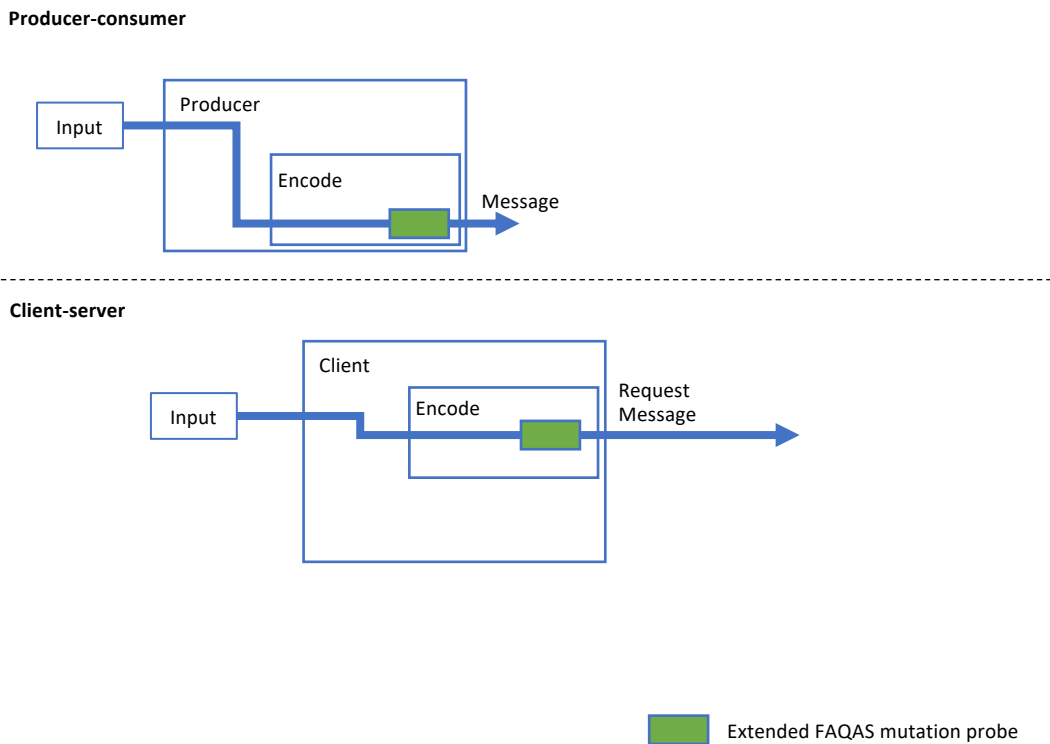 Producer-consumer
Producer
Input
Encode
Message
Client-server
Client
Request
Message
Encode
Input
Extended FAQAS mutation probe